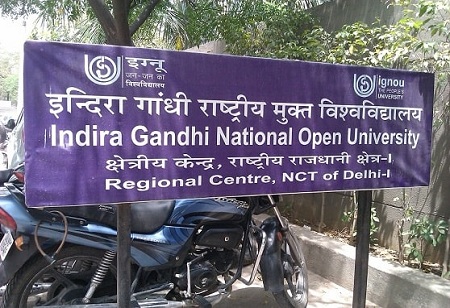 इग्नू
जन-जन का
विश्वविद्यालय
ignou
THE PEOPLE'S
UNIVERSITY
इन्दिरा गांधी राष्ट्रीय मुक्त विश्वविद्यालय
Indira Gandhi National Open University
क्षेत्रीय केन्द्र, राष्ट्रीय राजधानी क्षेत्र-I
Regional Centre, NCT of Delhi-I